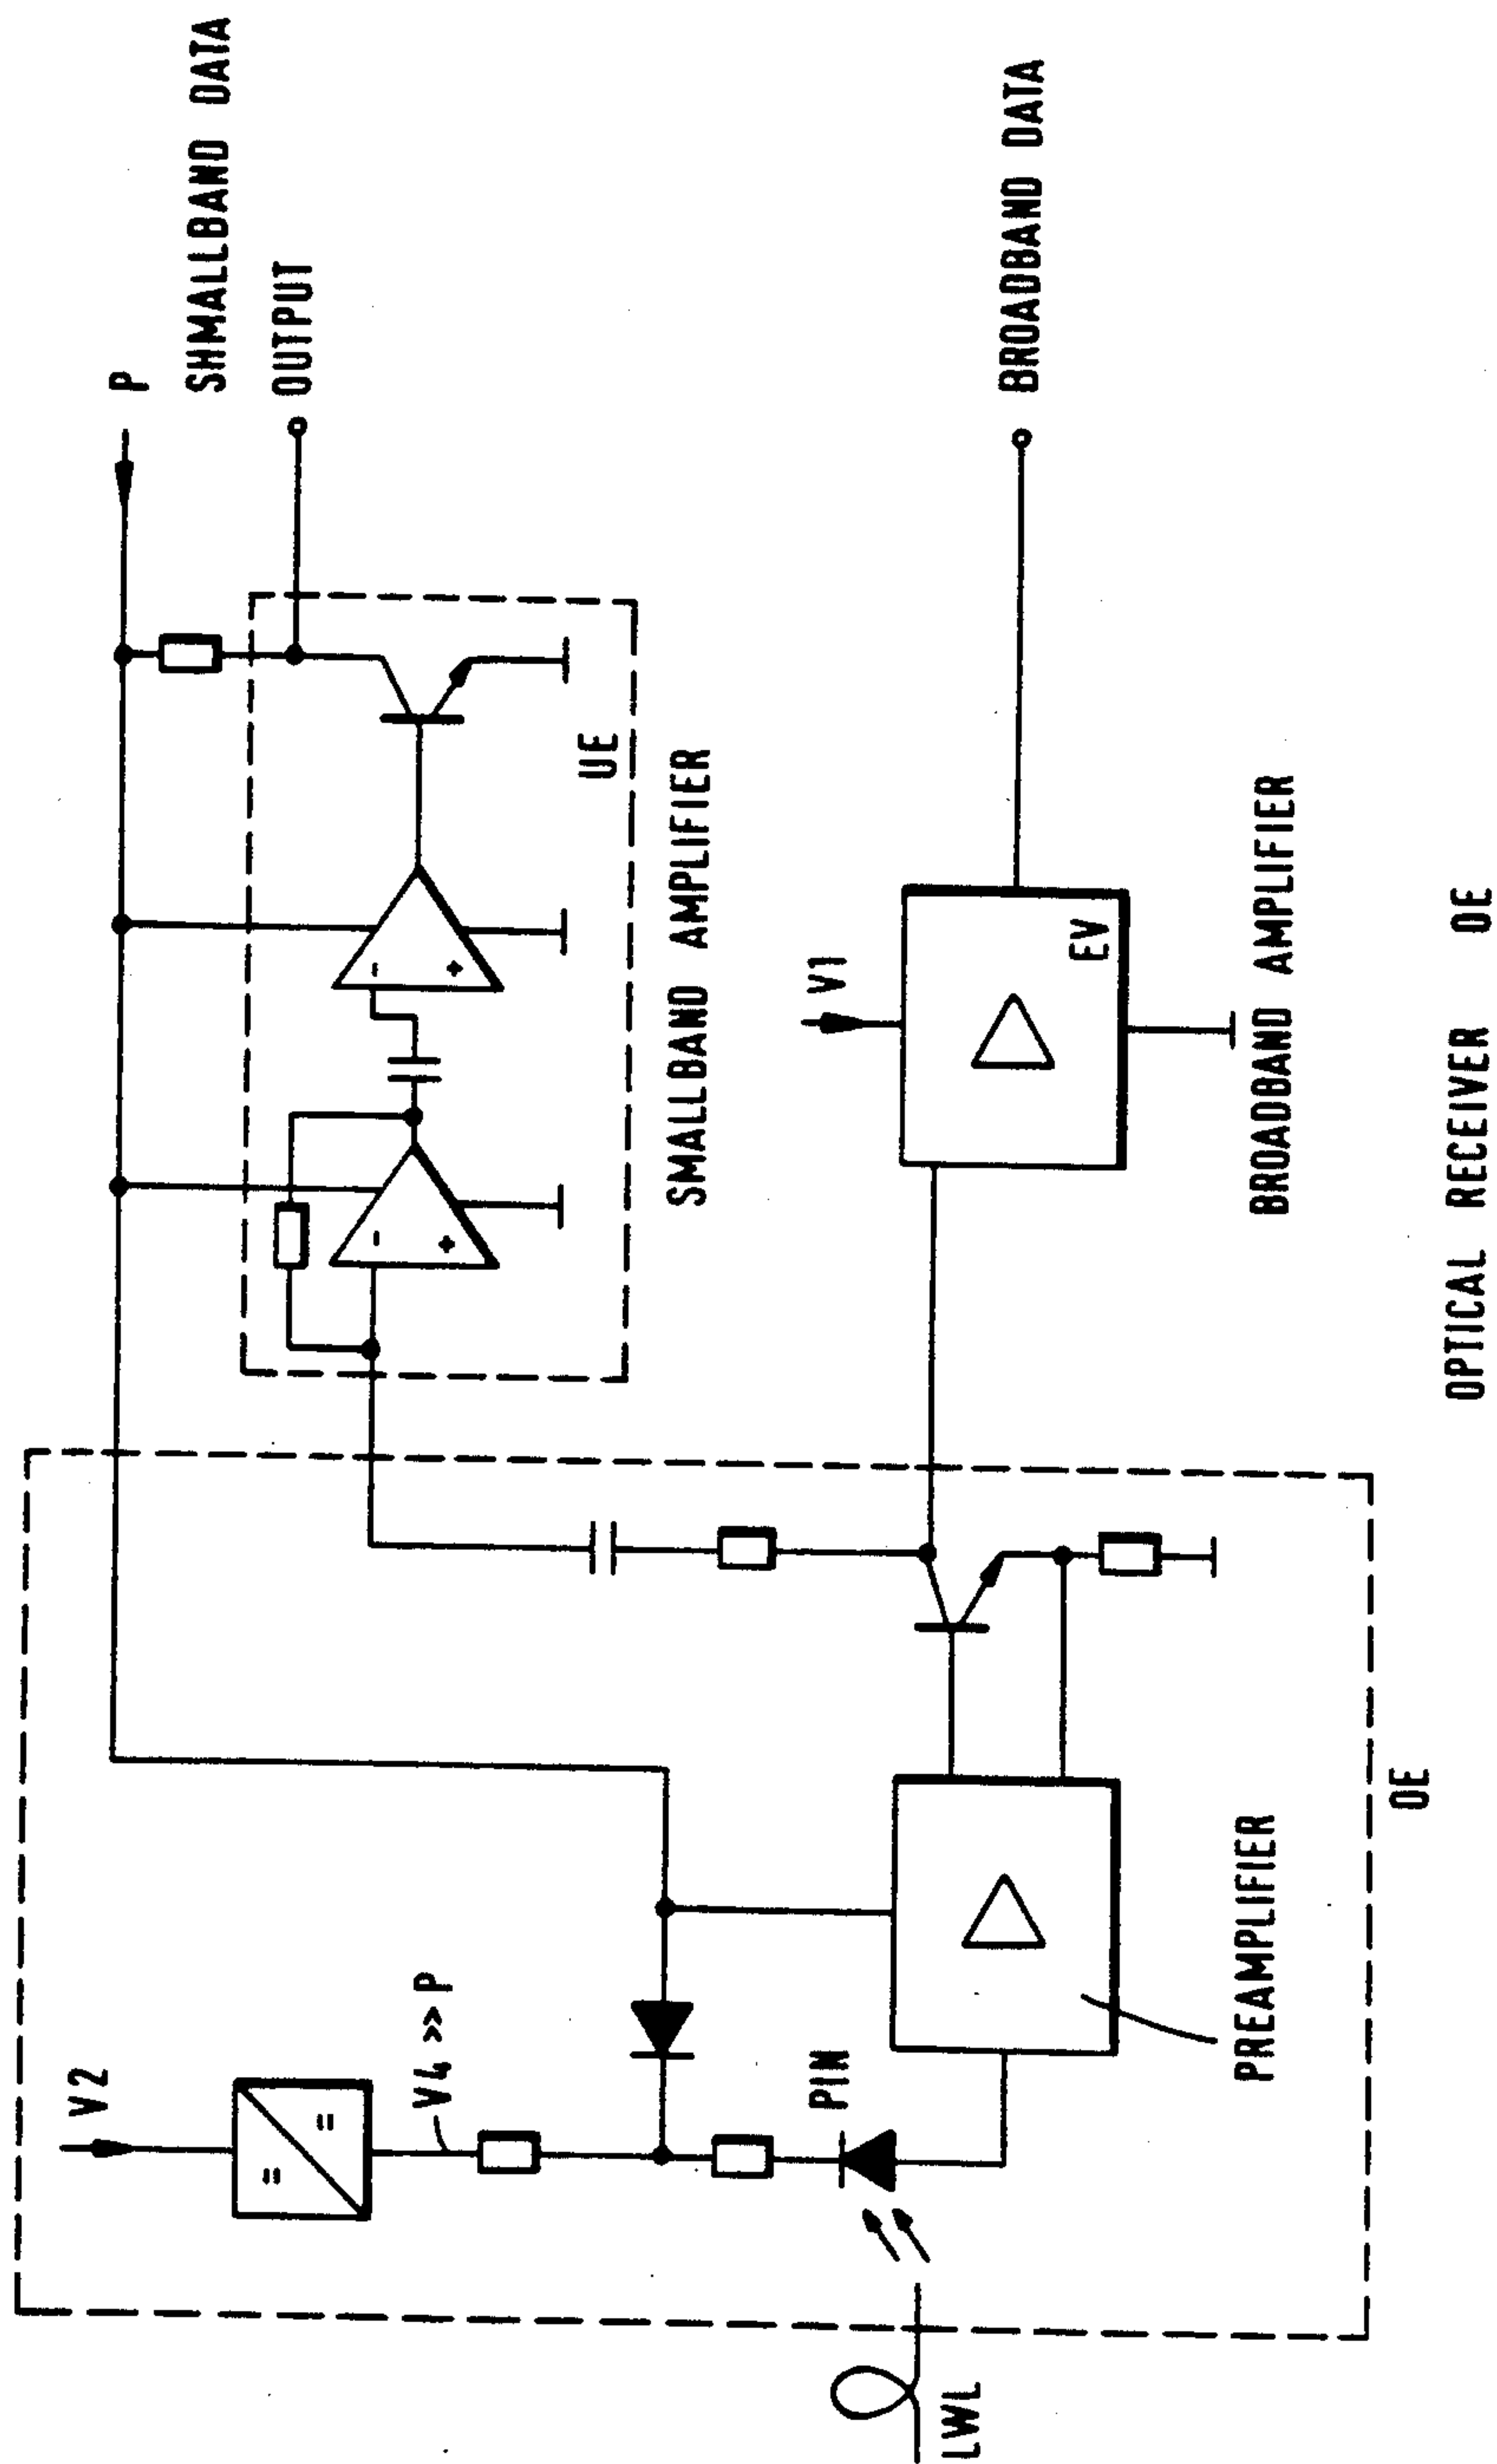 V2
V4 >> P
PIN
LWL
PREAMPLIFIER
OE
P
SHMALLBAND DATA
OUTPUT
- +
- +
UE
SMALLBAND AMPLIFIER
V1
EV
BROADBAND AMPLIFIER
BROADBAND DATA
OPTICAL RECEIVER OE
= =